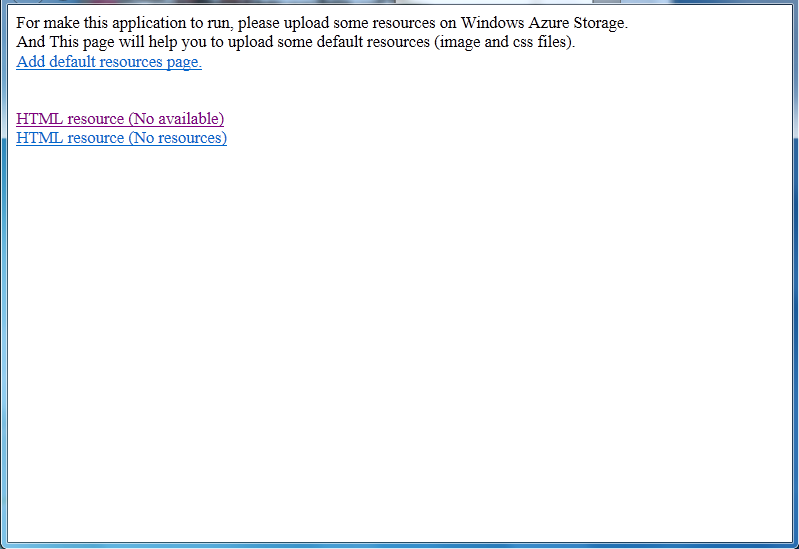 For make this application to run, please upload some resources on Windows Azure Storage.
And This page will help you to upload some default resources (image and css files).
Add default resources page.
HTML resource (No available)
HTML resource (No resources)